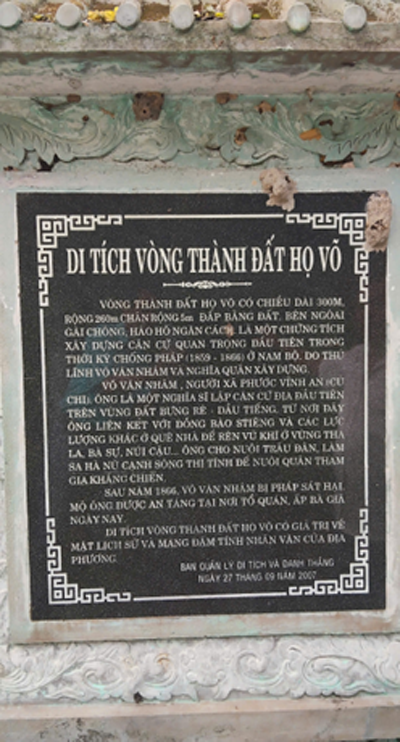 DI TÍCH VÒNG THÀNH ĐẤT HỌ VÕ
VÒNG THÀNH ĐẤT HỌ VÕ CÓ CHIỀU DÀI 300M,
RỘNG 260m CHÂN RỘNG 5m ĐẮP BẰNG ĐẤT. BÊN NGOÀI
GÀI CHÔNG, HÀO HỐ NGĂN CÁCH. LÀ MỘT CHỨNG TÍCH
XÂY DỰNG CĂN CỨ QUAN TRỌNG ĐẦU TIÊN TRONG
THỜI KỲ CHỐNG PHÁP (1859 - 1866) Ở NAM BỘ. DO THỦ
LĨNH VÕ VĂN NHÂM VÀ NGHĨA QUÂN XÂY DỰNG.
VÕ VĂN NHÂM, NGƯỜI XÃ PHƯỚC VĨNH AN (CỦ
CHI). ÔNG LÀ MỘT NGHĨA SĨ LẬP CĂN CỨ ĐỊA ĐẦU TIÊN
TRÊN VÙNG ĐẤT BƯNG RÊ - DẦU TIẾNG. TỪ NƠI ĐÂY
ÔNG LIÊN KẾT VỚI ĐỒNG BÀO STIÊNG VÀ CÁC LỰC
LƯỢNG KHÁC Ở QUÊ NHÀ ĐỂ RÈN VŨ KHÍ Ở VÙNG THA
LA, BÀ SỰ, NÚI CẬU... ÔNG CHO NUÔI TRÂU ĐÀN, LÀM
SA HÀ NÚ CẠNH SÔNG THỊ TÍNH ĐỂ NUÔI QUÂN THAM
GIA KHÁNG CHIẾN.
SAU NĂM 1866, VÕ VĂN NHÂM BỊ PHÁP SÁT HẠI,
MỘ ÔNG ĐƯỢC AN TÁNG TẠI NƠI TỔ QUÁN, ẤP BÀ GIÃ
NGÀY NAY.
DI TÍCH VÒNG THÀNH ĐẤT HỌ VÕ CÓ GIÁ TRỊ VỀ
MẶT LỊCH SỬ VÀ MANG ĐẬM TÍNH NHÂN VĂN CỦA ĐỊA
PHƯƠNG.
BAN QUẢN LÝ DI TÍCH VÀ DANH THẮNG
NGÀY 27 THÁNG 09 NĂM 2007